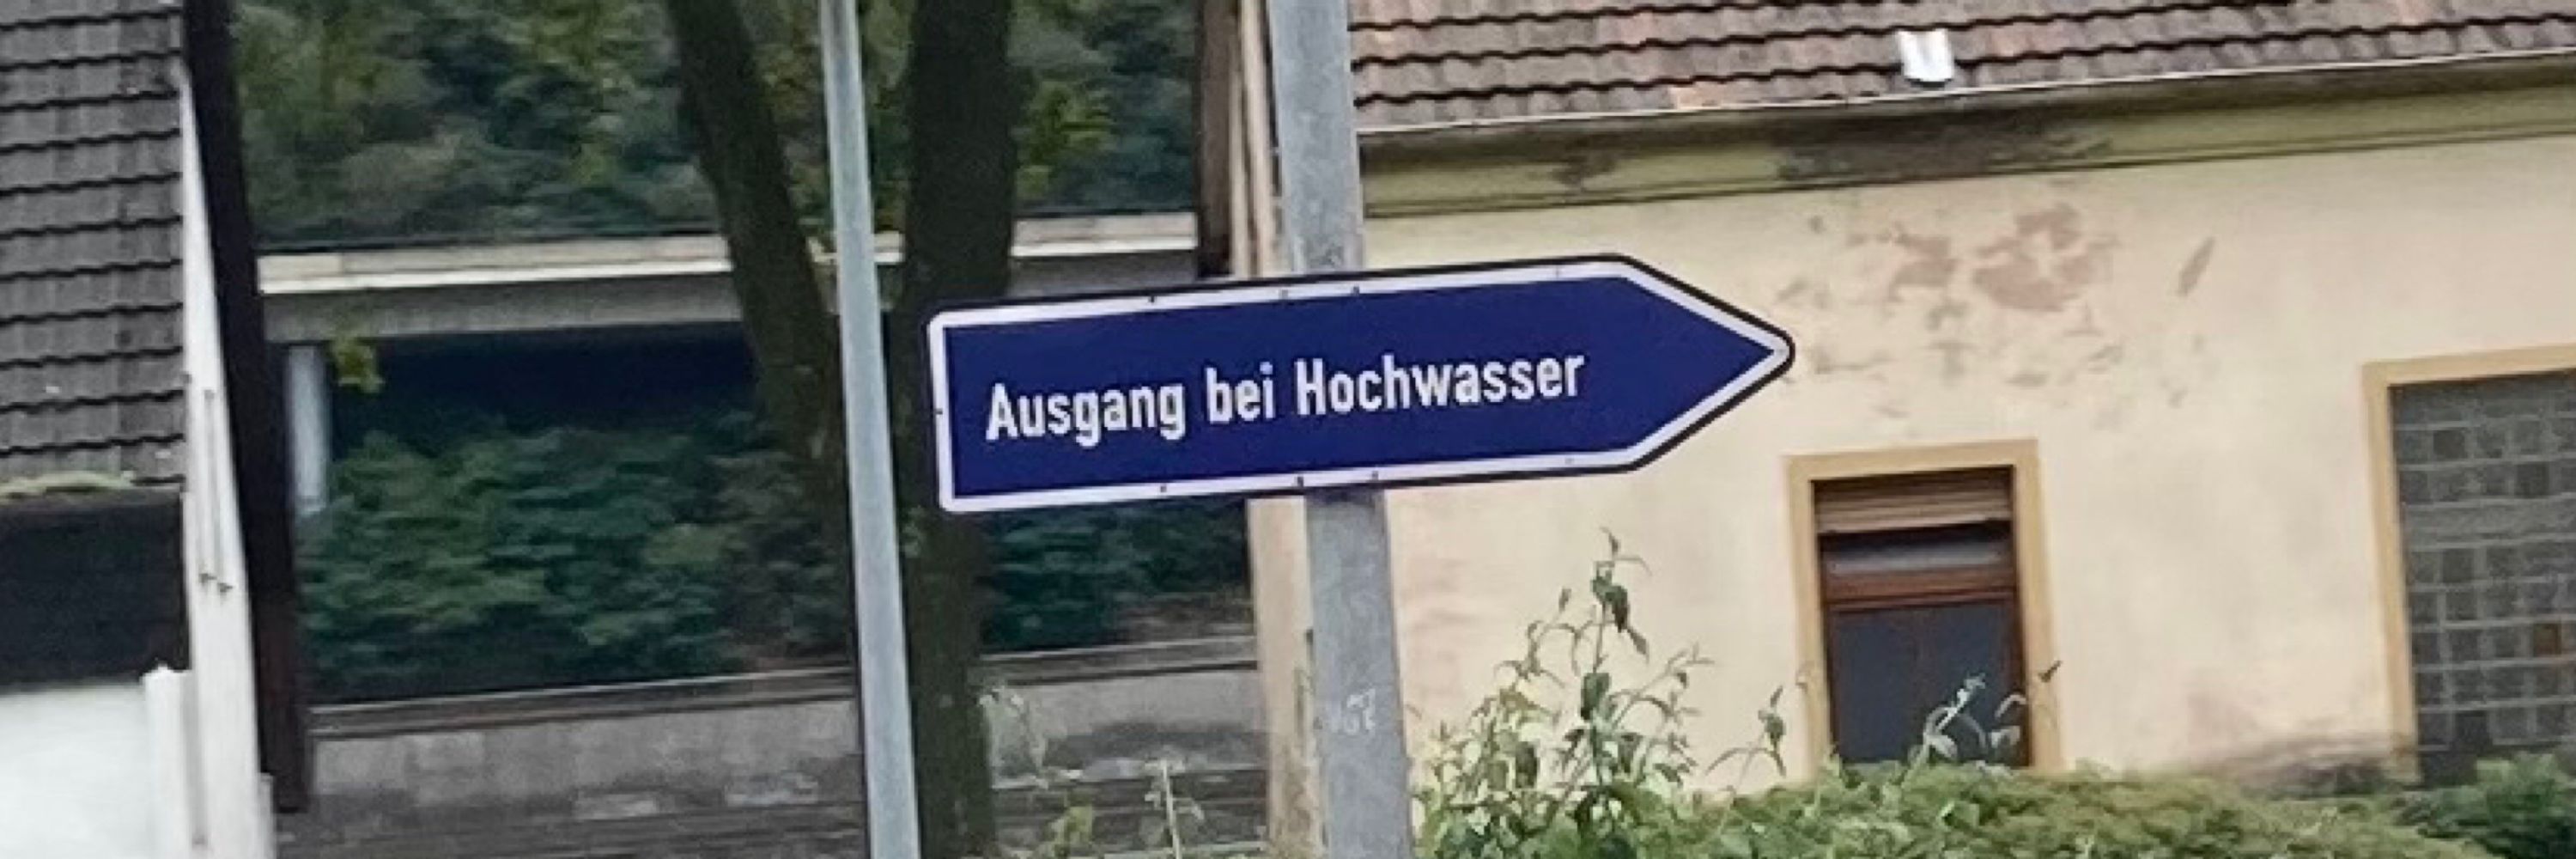 Ausgang bei Hochwasser